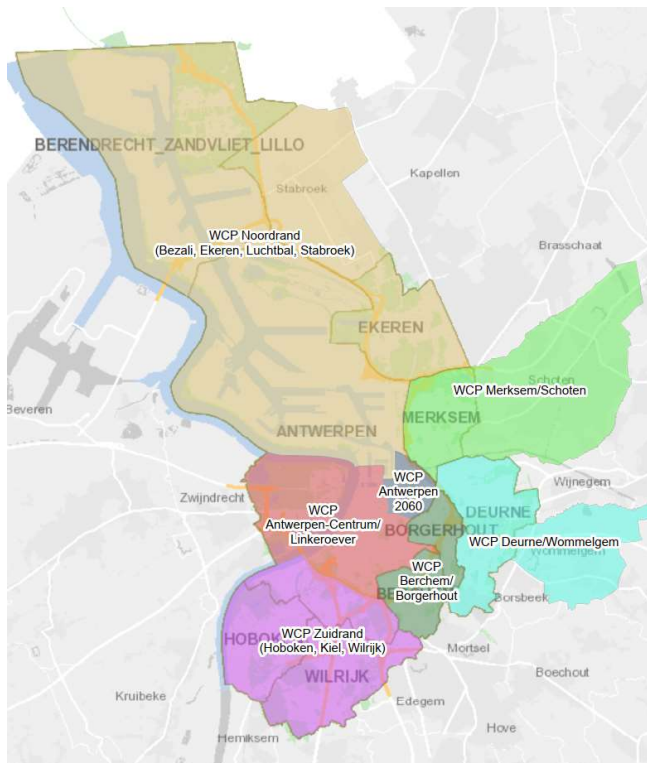 BERENDRECHT_ZANDVLIET_LILLO
Kapellen
Stabroek
WCP Noordrand
(Bezali, Ekeren, Luchtbal, Stabroek)
Brasschaat
EKEREN
Schoten
WCP Merksem/Schoten
Beveren
MERKSEM
ANTWERPEN
Zwijndrecht
WCP
Antwerpen
2060
Wijnegem
WCP
Antwerpen-Centrum/
Linkeroever
DEURNE
BORGERHOUT
WCP Deurne/Wommelgem
Wommelgem
WCP
Berchem/
Borgerhout
Borsbeek
WCP Zuidrand
(Hoboken, Kiel, Wilrijk)
Mortsel
Boechout
WILRIJK
Kruibeke
Edegem
Hove
Hemiksem